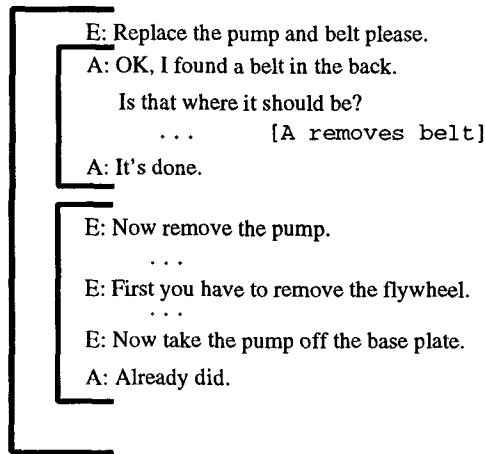 E: Replace the pump and belt please.
A: OK, I found a belt in the back.
Is that where it should be?
. . . [A removes belt]
A: It's done.
E: Now remove the pump.
. . .
E: First you have to remove the flywheel.
. . .
E: Now take the pump off the base plate.
A: Already did.